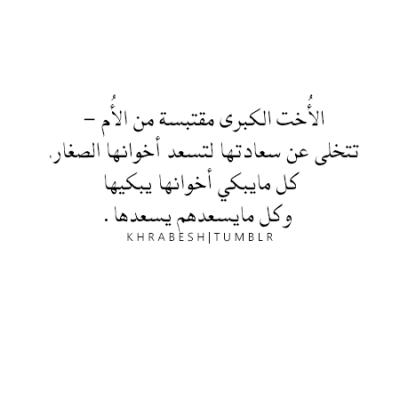 الأُخت الكبرى مقتبسة من الأُم –
تتخلى عن سعادتها لتسعد أخوانها الصغار,
كل مايبكي أخوانها يبكيها
وكل مايسعدهم يسعدها .
KHRABESH|TUMBLR